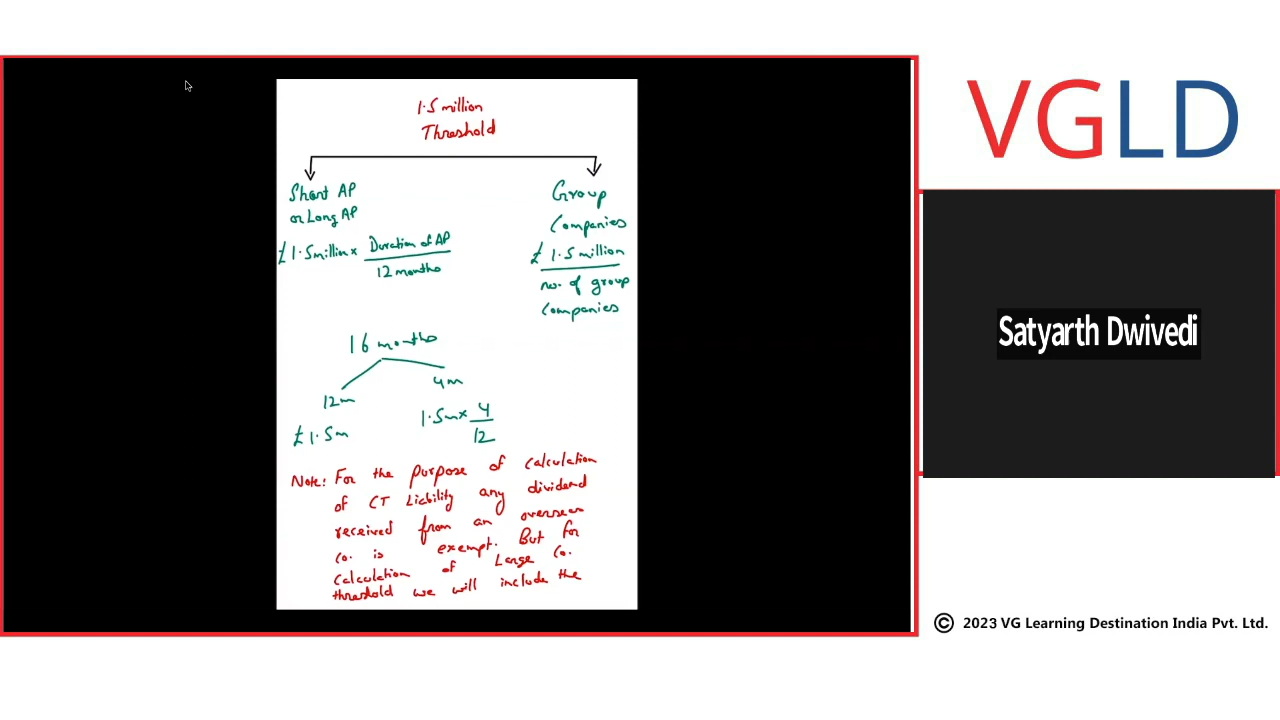 1.5 million
Threshold
Short AP
or Long AP
£1.5million x Duration of AP
12 months
Group
Companies
£ 1.5 million
no. of group
Companies
16 months
12m
4m
£1.5m
1.5m x 4
12
Note: For the purpose of calculation
of CT Liability any dividend
received from an overseas
co. is exempt. But for
calculation of Large Co.
threshold we will include the
VGLD
Satyarth Dwivedi
© 2023 VG Learning Destination India Pvt. Ltd.